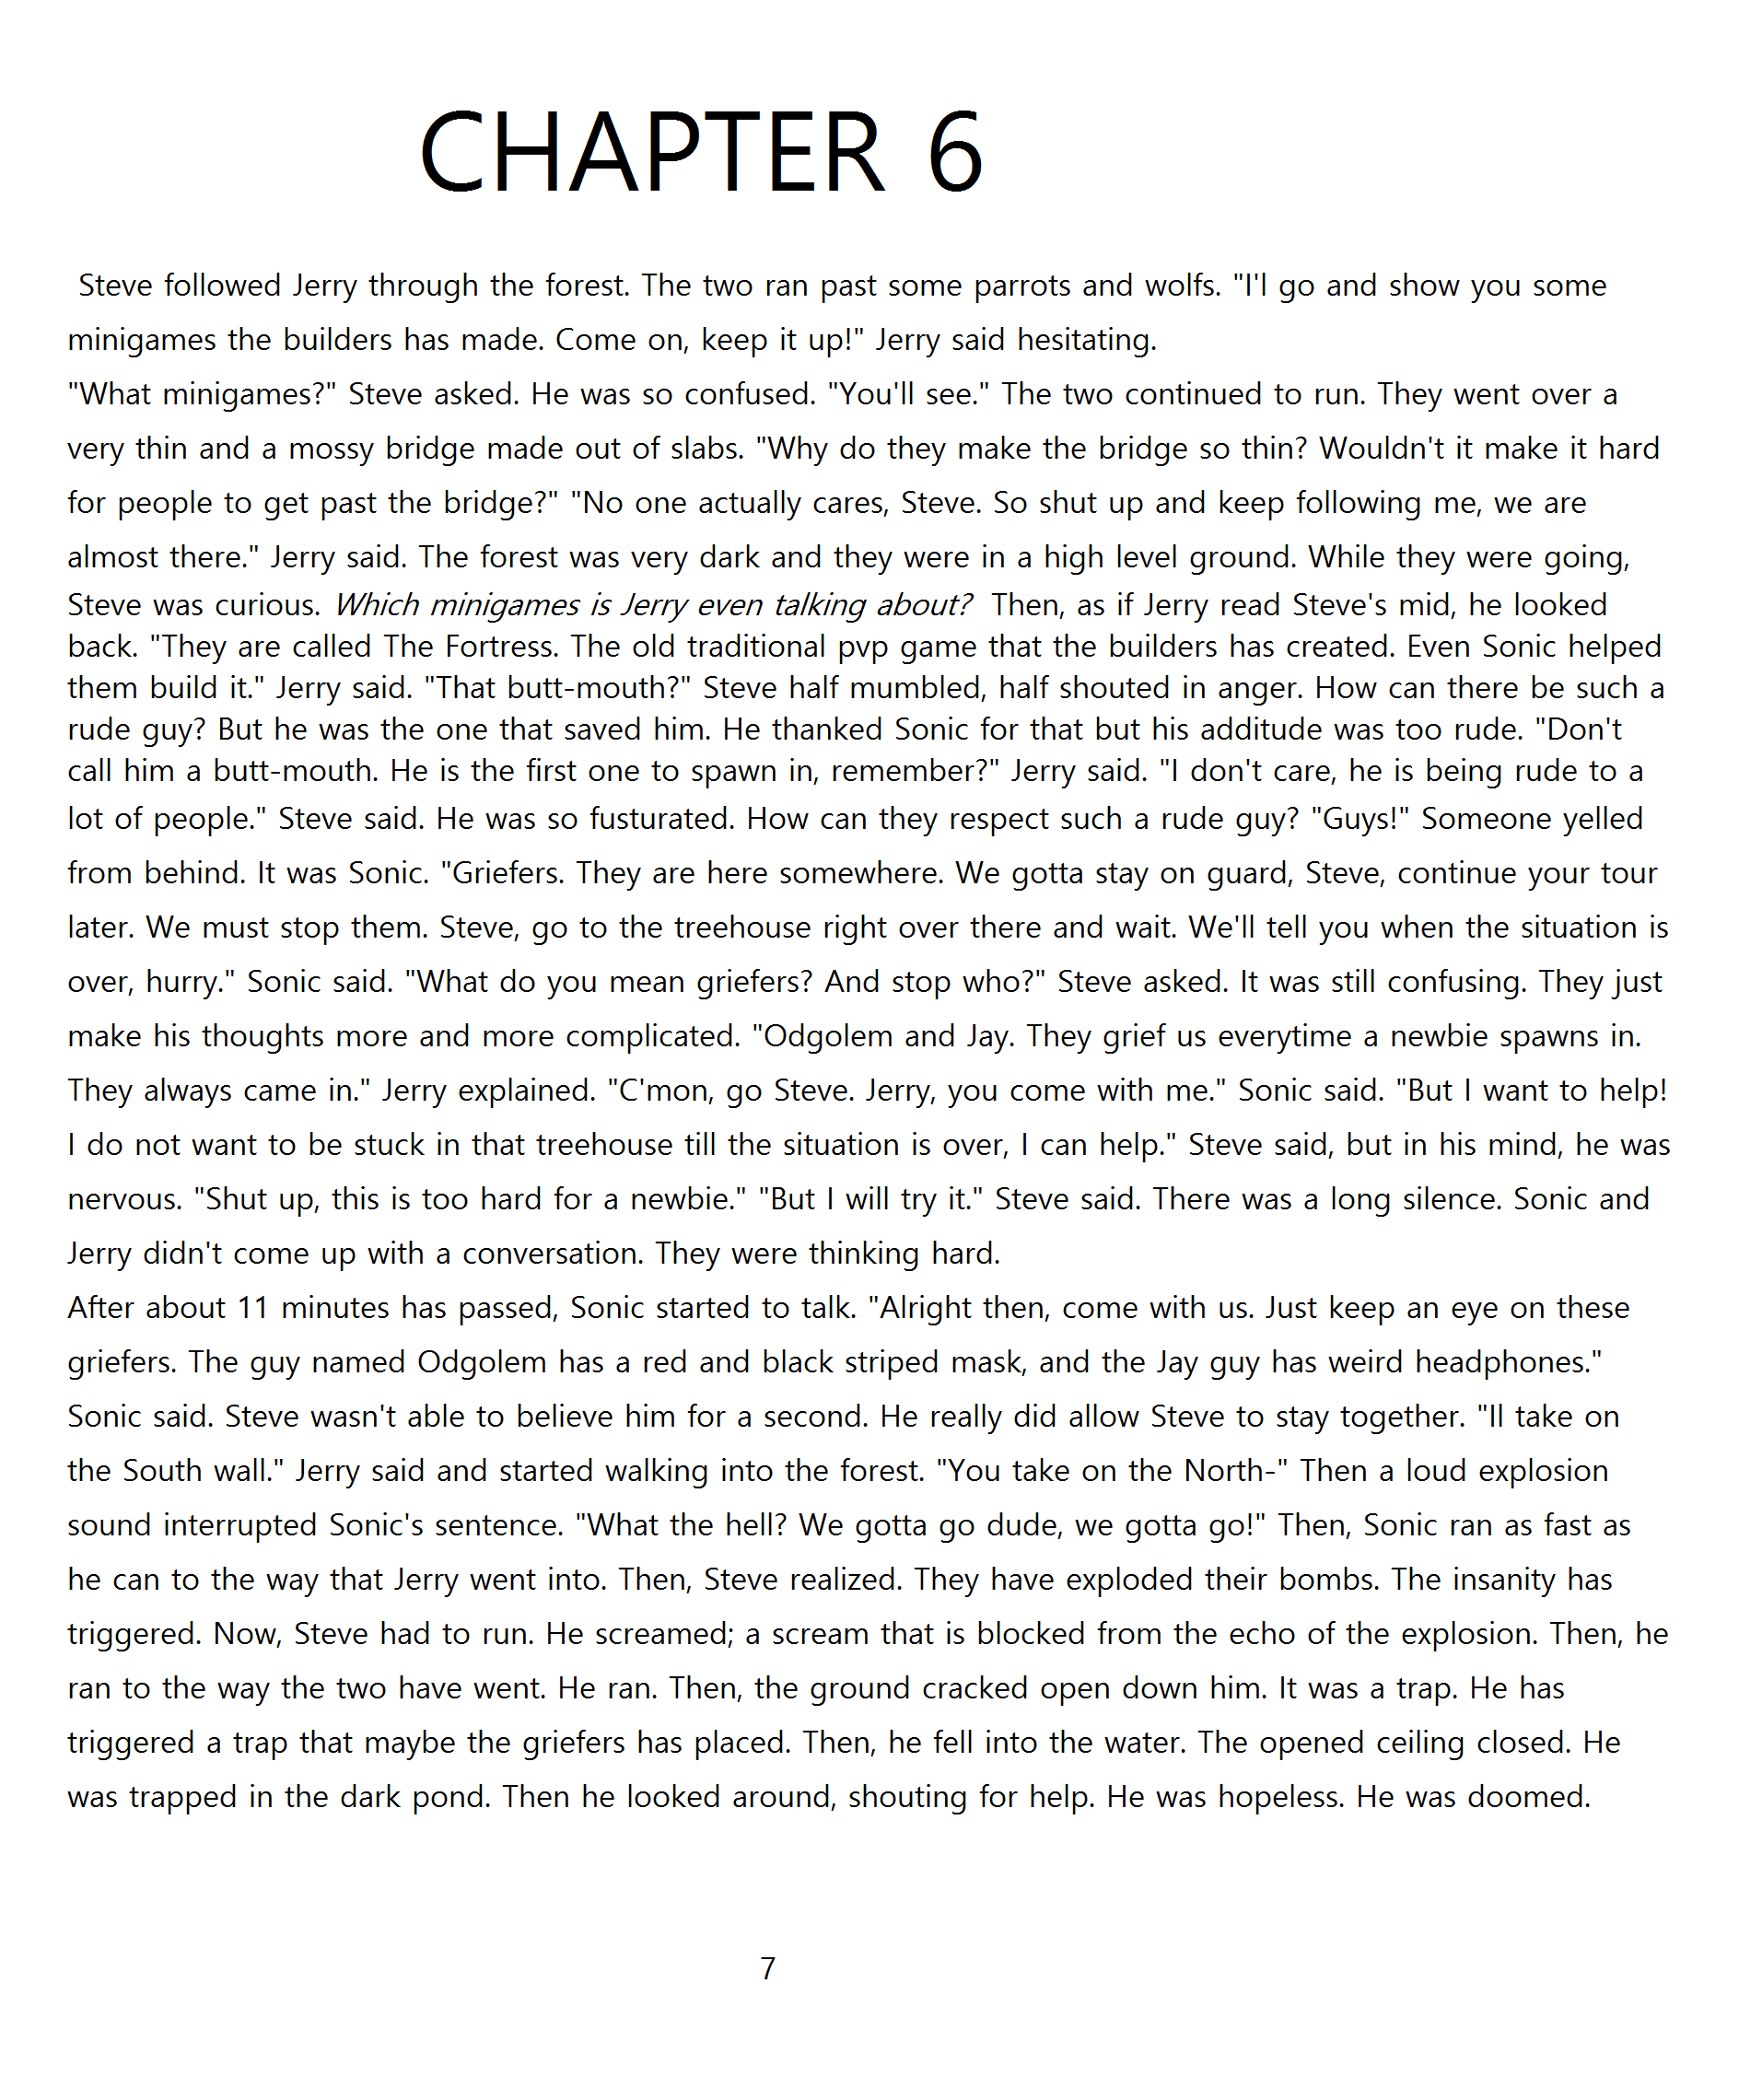 CHAPTER 6
Steve followed Jerry through the forest. The two ran past some parrots and wolfs. "I'l go and show you some
minigames the builders has made. Come on, keep it up!" Jerry said hesitating.
"What minigames?" Steve asked. He was so confused. "You'll see." The two continued to run. They went over a
very thin and a mossy bridge made out of slabs. "Why do they make the bridge so thin? Wouldn't it make it hard
for people to get past the bridge?" "No one actually cares, Steve. So shut up and keep following me, we are
almost there." Jerry said. The forest was very dark and they were in a high level ground. While they were going,
Steve was curious. Which minigames is Jerry even talking about? Then, as if Jerry read Steve's mid, he looked
back. "They are called The Fortress. The old traditional pvp game that the builders has created. Even Sonic helped
them build it." Jerry said. "That butt-mouth?" Steve half mumbled, half shouted in anger. How can there be such a
rude guy? But he was the one that saved him. He thanked Sonic for that but his additude was too rude. "Don't
call him a butt-mouth. He is the first one to spawn in, remember?" Jerry said. "I don't care, he is being rude to a
lot of people." Steve said. He was so fusturated. How can they respect such a rude guy? "Guys!" Someone yelled
from behind. It was Sonic. "Griefers. They are here somewhere. We gotta stay on guard, Steve, continue your tour
later. We must stop them. Steve, go to the treehouse right over there and wait. We'll tell you when the situation is
over, hurry." Sonic said. "What do you mean griefers? And stop who?" Steve asked. It was still confusing. They just
make his thoughts more and more complicated. "Odgolem and Jay. They grief us everytime a newbie spawns in.
They always came in." Jerry explained. "C'mon, go Steve. Jerry, you come with me." Sonic said. "But I want to help!
I do not want to be stuck in that treehouse till the situation is over, I can help." Steve said, but in his mind, he was
nervous. "Shut up, this is too hard for a newbie." "But I will try it." Steve said. There was a long silence. Sonic and
Jerry didn't come up with a conversation. They were thinking hard.
After about 11 minutes has passed, Sonic started to talk. "Alright then, come with us. Just keep an eye on these
griefers. The guy named Odgolem has a red and black striped mask, and the Jay guy has weird headphones."
Sonic said. Steve wasn't able to believe him for a second. He really did allow Steve to stay together. "Il take on
the South wall." Jerry said and started walking into the forest. "You take on the North-" Then a loud explosion
sound interrupted Sonic's sentence. "What the hell? We gotta go dude, we gotta go!" Then, Sonic ran as fast as
he can to the way that Jerry went into. Then, Steve realized. They have exploded their bombs. The insanity has
triggered. Now, Steve had to run. He screamed; a scream that is blocked from the echo of the explosion. Then, he
ran to the way the two have went. He ran. Then, the ground cracked open down him. It was a trap. He has
triggered a trap that maybe the griefers has placed. Then, he fell into the water. The opened ceiling closed. He
was trapped in the dark pond. Then he looked around, shouting for help. He was hopeless. He was doomed.
7